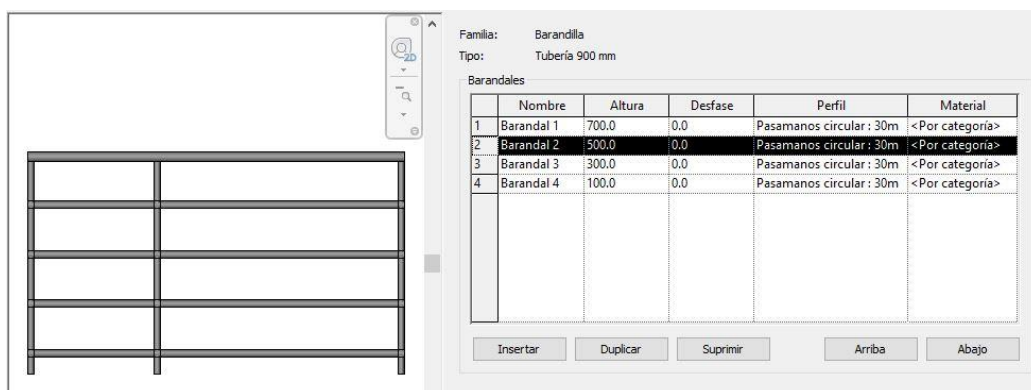 2D
Familia: Barandilla
Tipo: Tubería 900 mm
Barandales
Nombre Altura Desfase Perfil Material
1 Barandal 1 700.0 0.0 Pasamanos circular : 30m <Por categoría>
2 Barandal 2 500.0 0.0 Pasamanos circular : 30m <Por categoría>
3 Barandal 3 300.0 0.0 Pasamanos circular : 30m <Por categoría>
4 Barandal 4 100.0 0.0 Pasamanos circular : 30m <Por categoría>
Insertar Duplicar Suprimir Arriba Abajo